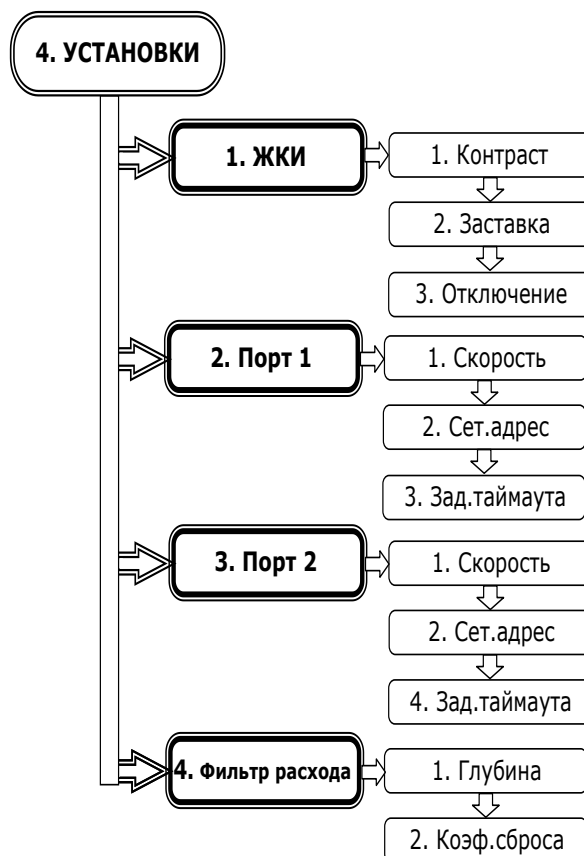 4. УСТАНОВКИ
1. ЖКИ
1. Контраст
2. Заставка
3. Отключение
2. Порт 1
1. Скорость
2. Сет.адрес
3. Зад.таймаута
3. Порт 2
1. Скорость
2. Сет.адрес
4. Зад.таймаута
4. Фильтр расхода
1. Глубина
2. Коэф.сброса